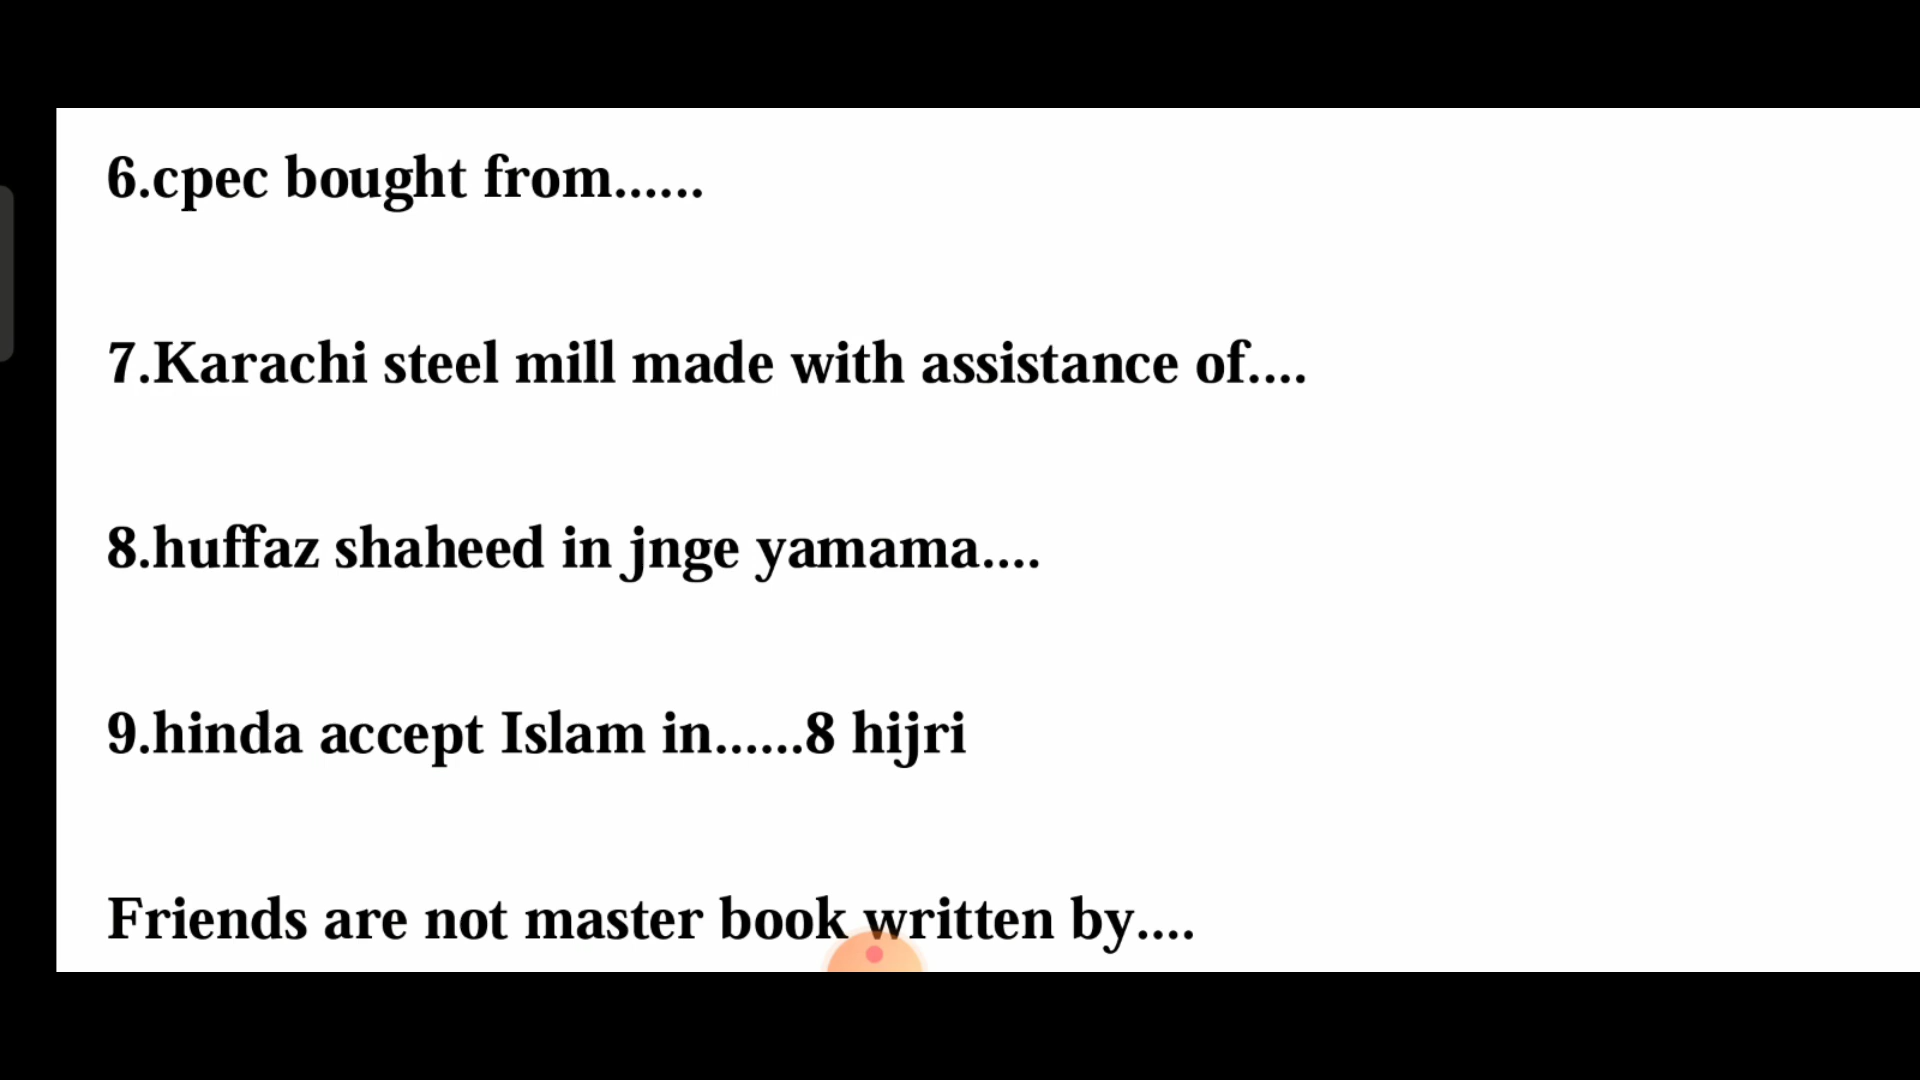 6.cpec bought from......
7.Karachi steel mill made with assistance of....
8.huffaz shaheed in jnge yamama....
9.hinda accept Islam in......8 hijri
Friends are not master book written by....